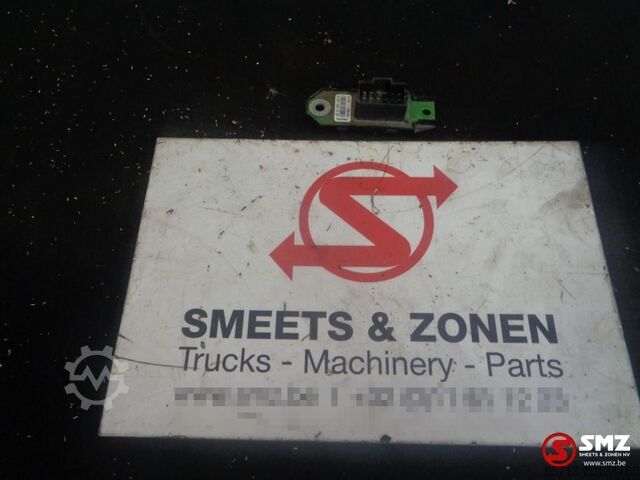 SMEETS & ZONEN
Trucks - Machinery - Parts
SMZ
SMEETS & ZONEN NV
www.smz.be